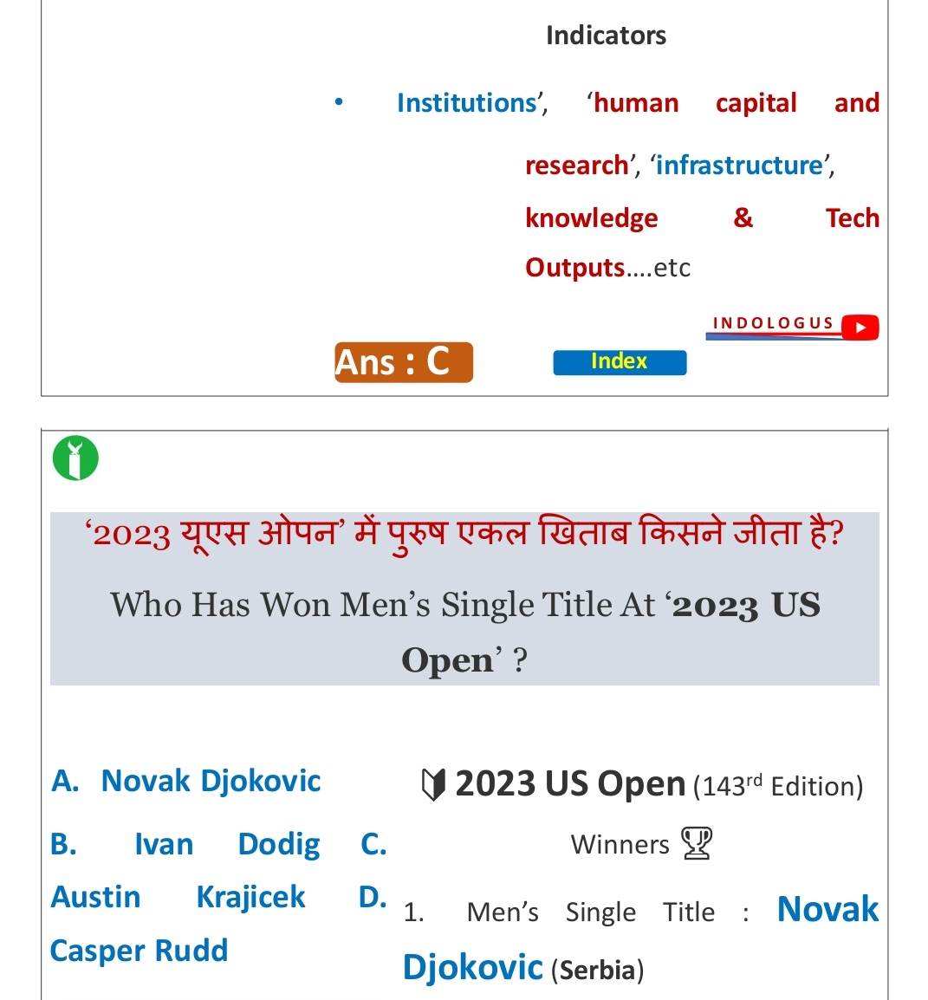 Indicators
• Institutions’, ‘human capital and
research’, ‘infrastructure’,
knowledge & Tech
Outputs....etc
INDOLOGUS
Ans : C
Index
‘2023 यूएस ओपन’ में पुरुष एकल खिताब किसने जीता है?
Who Has Won Men’s Single Title At ‘2023 US
Open’ ?
A. Novak Djokovic
B. Ivan Dodig C.
Austin Krajicek D.
Casper Rudd
2023 US Open (143rd Edition)
Winners
1. Men’s Single Title : Novak
Djokovic (Serbia)